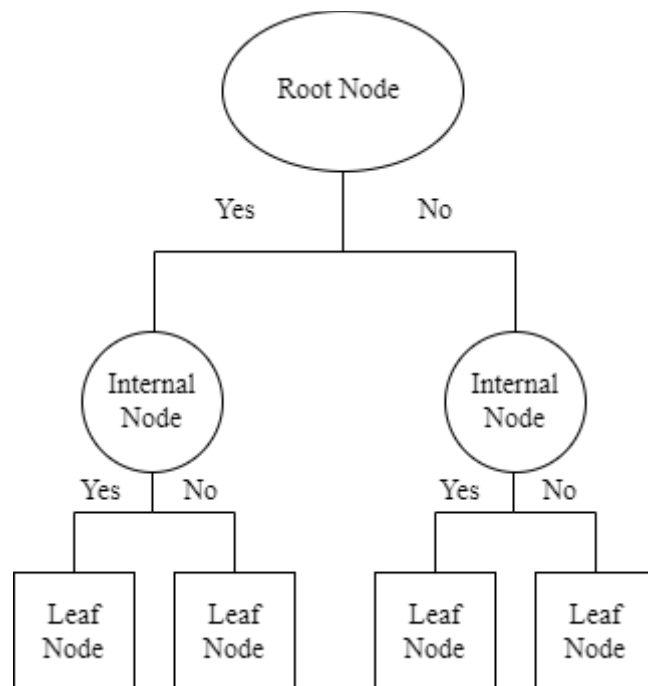 Root Node
Yes
No
Internal
Node
Internal
Node
Yes
No
Yes
No
Leaf
Node
Leaf
Node
Leaf
Node
Leaf
Node